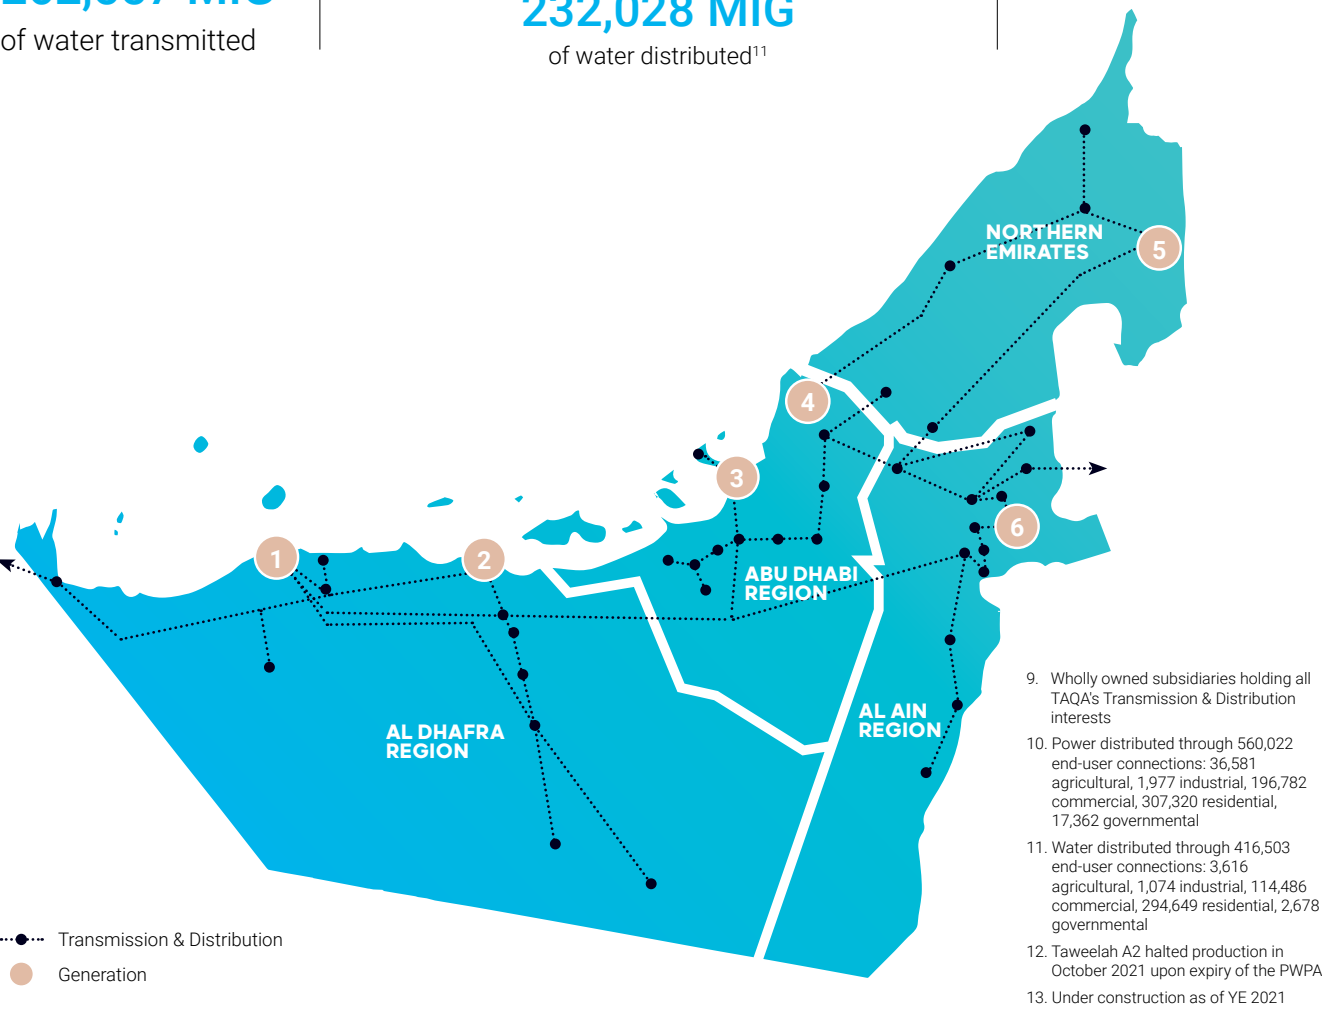 of water transmitted
232,028 MIG
of water distributed11
NORTHERN
EMIRATES
5
4
3
6
1
2
ABU DHABI
REGION
AL DHAFRA
REGION
AL AIN
REGION
Transmission & Distribution
Generation
9. Wholly owned subsidiaries holding all
TAQA's Transmission & Distribution
interests
10. Power distributed through 560,022
end-user connections: 36,581
agricultural, 1,977 industrial, 196,782
commercial, 307,320 residential,
17,362 governmental
11. Water distributed through 416,503
end-user connections: 3,616
agricultural, 1,074 industrial, 114,486
commercial, 294,649 residential, 2,678
governmental
12. Taweelah A2 halted production in
October 2021 upon expiry of the PWPA
13. Under construction as of YE 2021